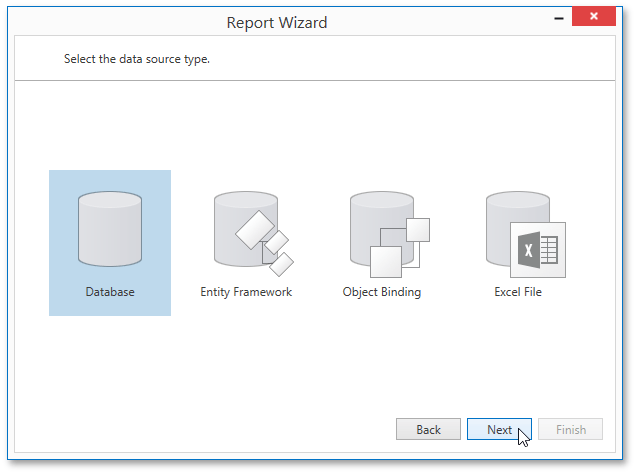 Report Wizard
Select the data source type.
X
Database Entity Framework Object Binding Excel File
Back Next Finish